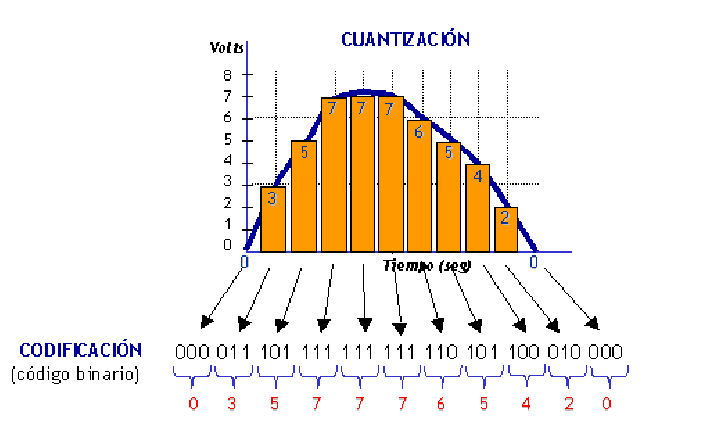 CUANTIZACIÓN
Volts
8
7
6
5
4
3
2
1
0
3 5 7 7 7 6 5 4 2
0 0
Tiempo (seg)
CODIFICACIÓN 000 011 101 111 111 111 110 101 100 010 000
(código binario)
0 3 5 7 7 7 6 5 4 2 0